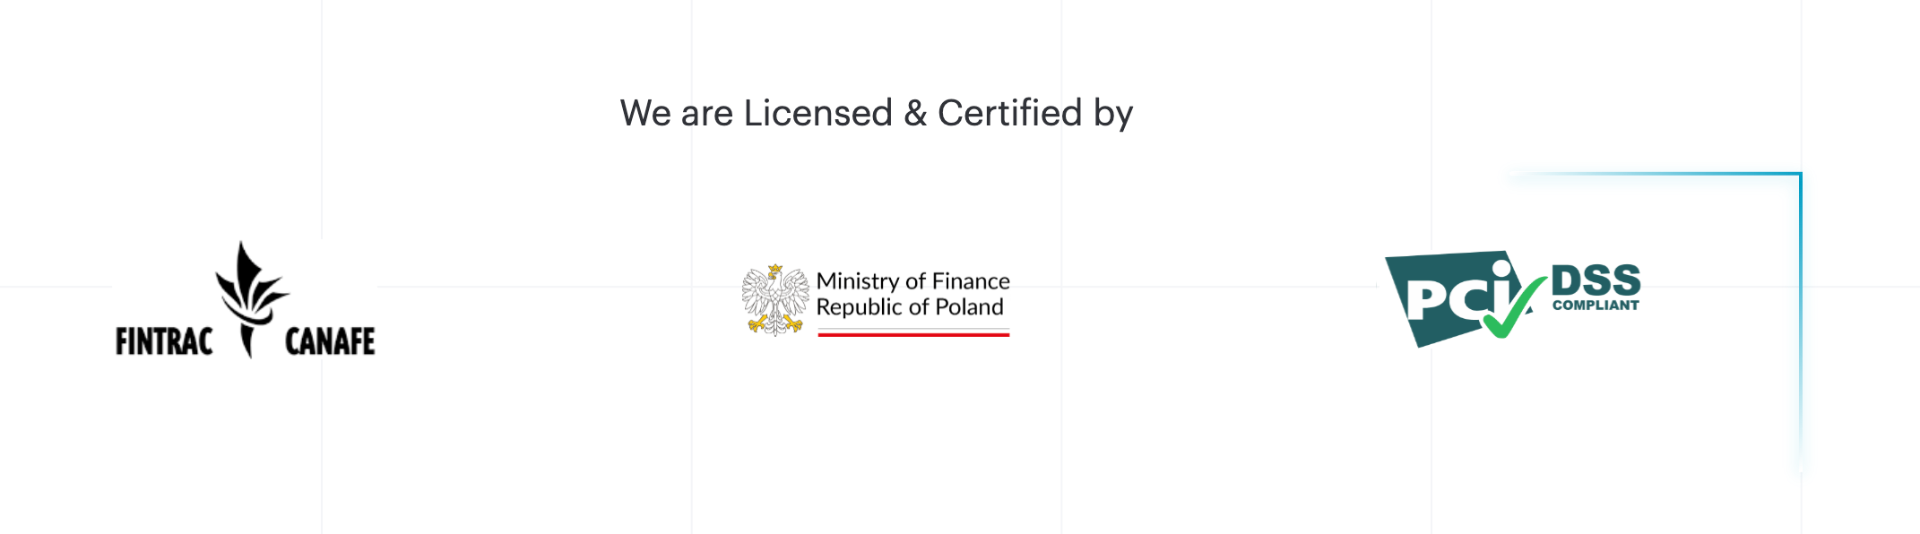 We are Licensed & Certified by
FINTRAC CANAFE
Ministry of Finance
Republic of Poland
PCi DSS
COMPLIANT